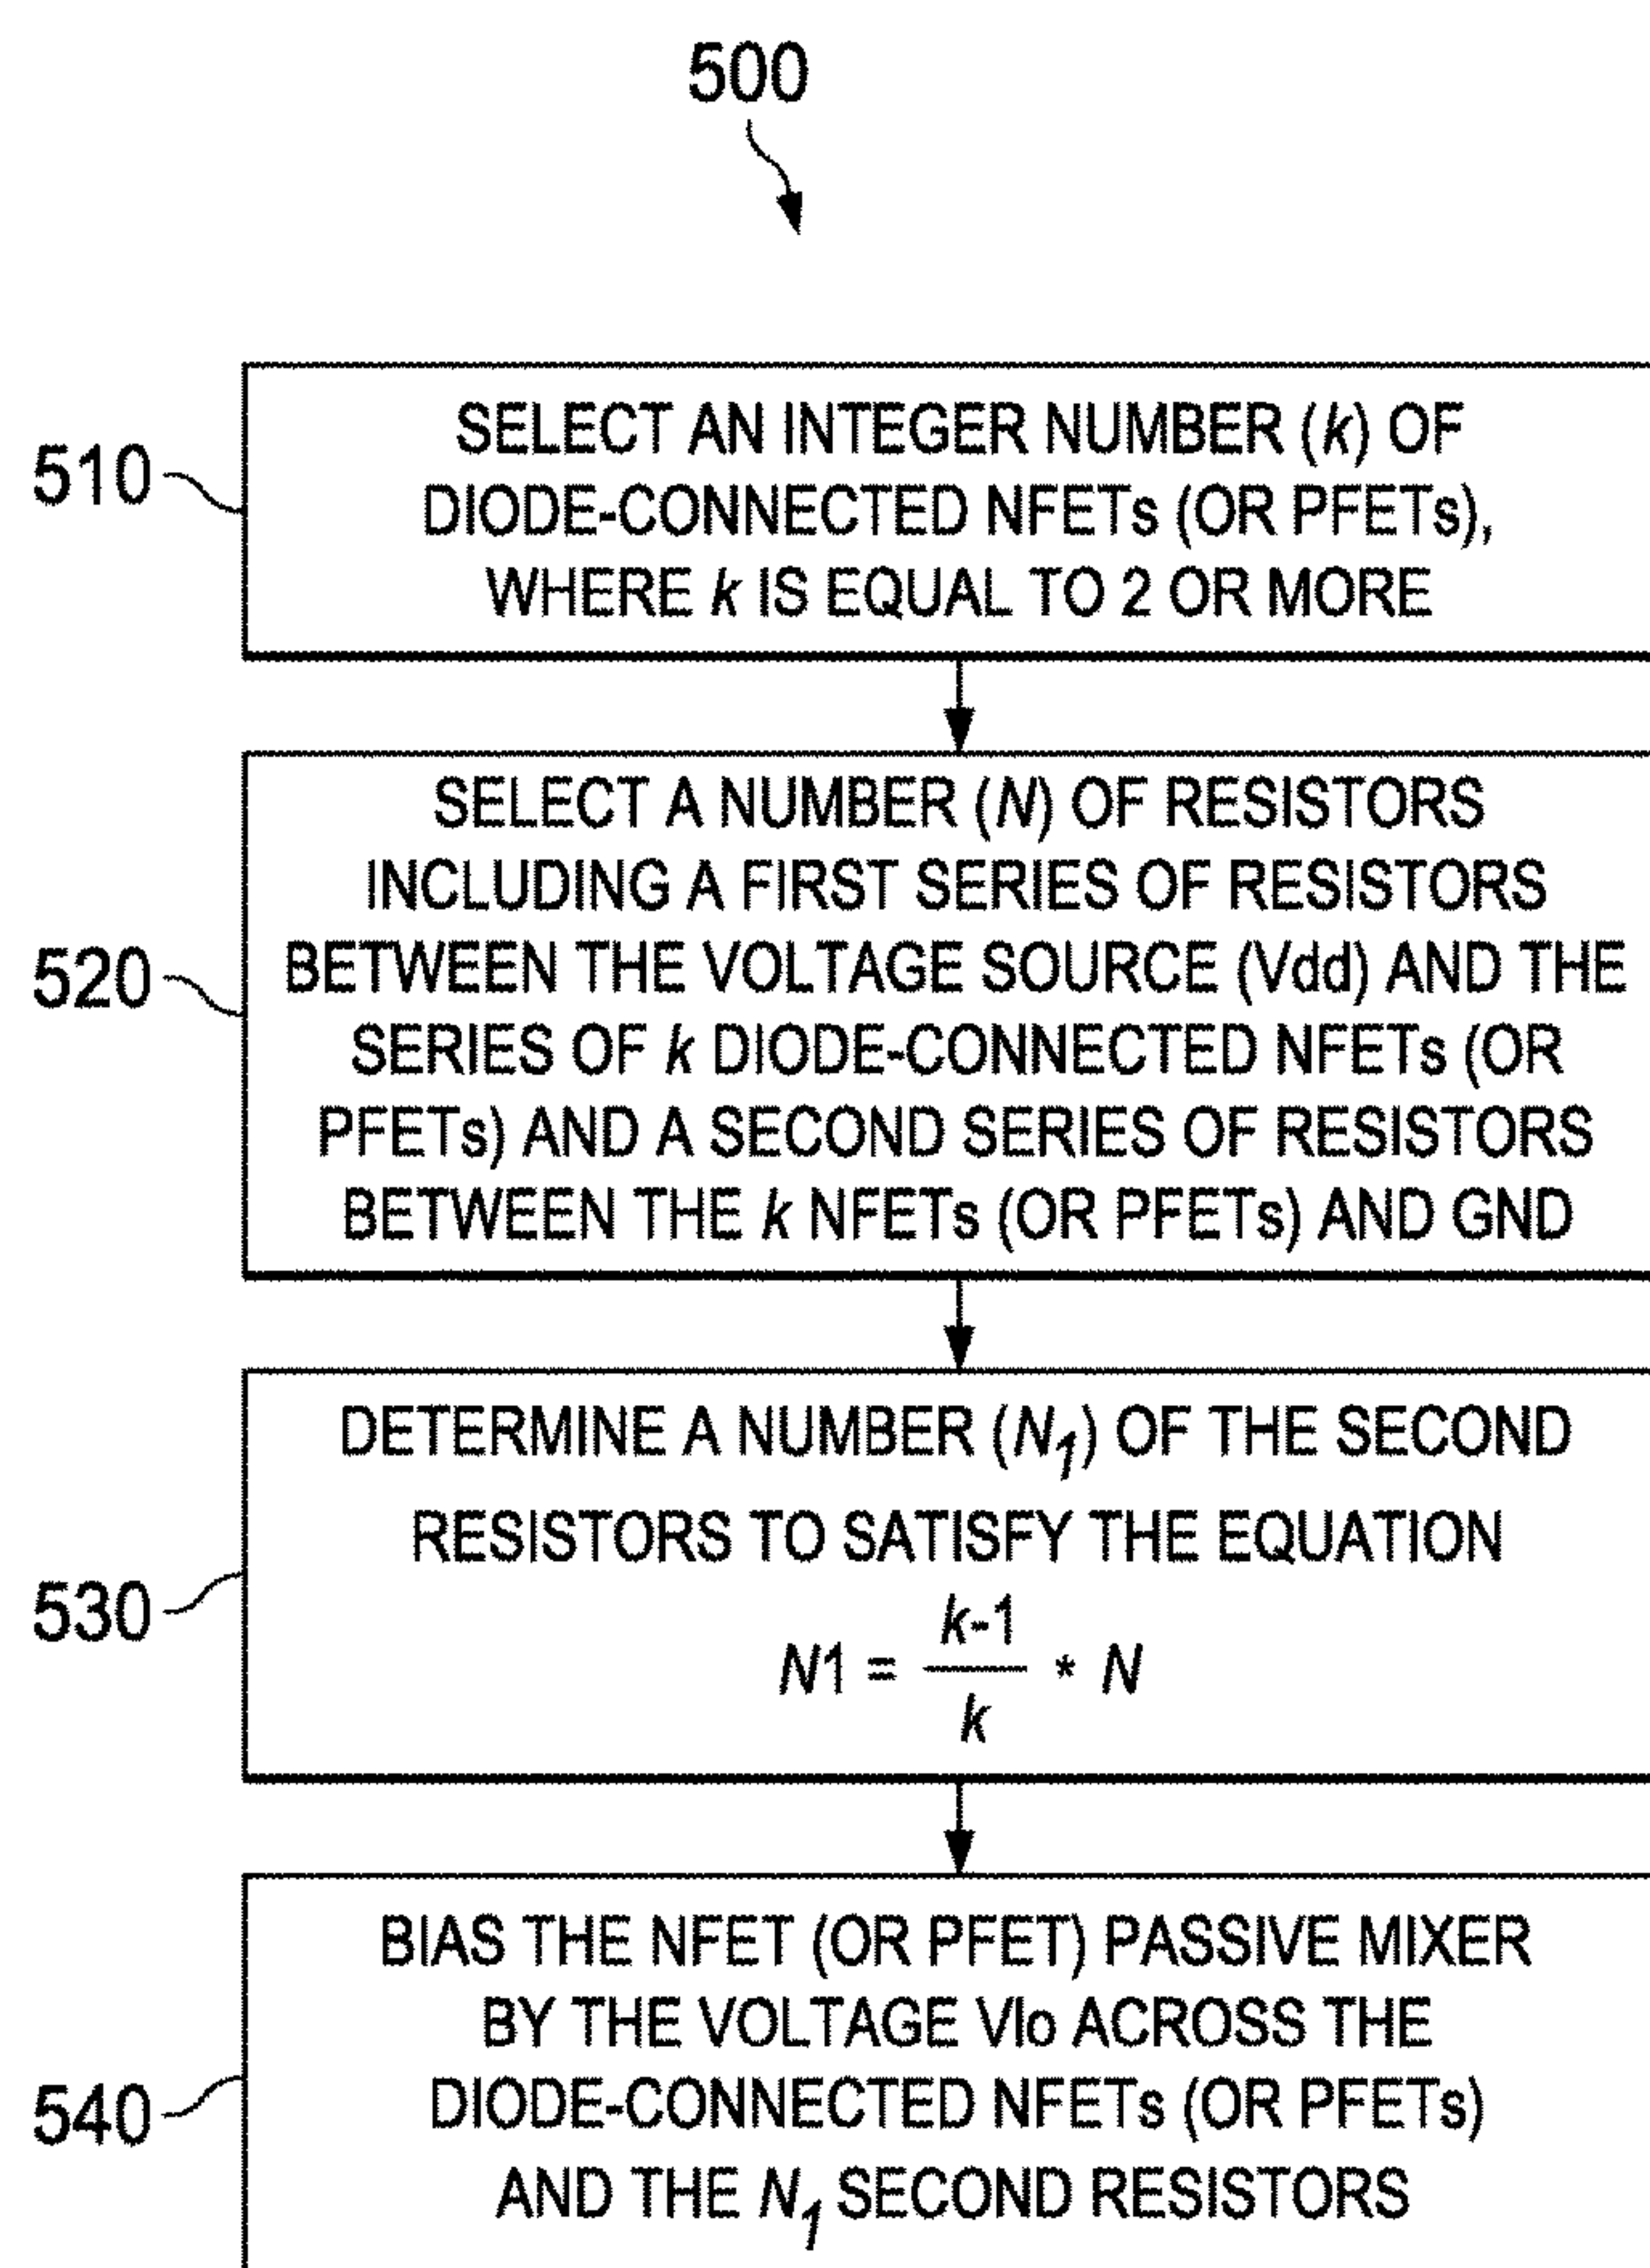 500
510
SELECT AN INTEGER NUMBER (k) OF
DIODE-CONNECTED NFETs (OR PFETs),
WHERE k IS EQUAL TO 2 OR MORE
520
SELECT A NUMBER (N) OF RESISTORS
INCLUDING A FIRST SERIES OF RESISTORS
BETWEEN THE VOLTAGE SOURCE (Vdd) AND THE
SERIES OF k DIODE-CONNECTED NFETs (OR
PFETs) AND A SECOND SERIES OF RESISTORS
BETWEEN THE k NFETs (OR PFETs) AND GND
530
DETERMINE A NUMBER (N₁) OF THE SECOND
RESISTORS TO SATISFY THE EQUATION
N1 = (k-1)/k * N
540
BIAS THE NFET (OR PFET) PASSIVE MIXER
BY THE VOLTAGE Vlo ACROSS THE
DIODE-CONNECTED NFETs (OR PFETs)
AND THE N₁ SECOND RESISTORS